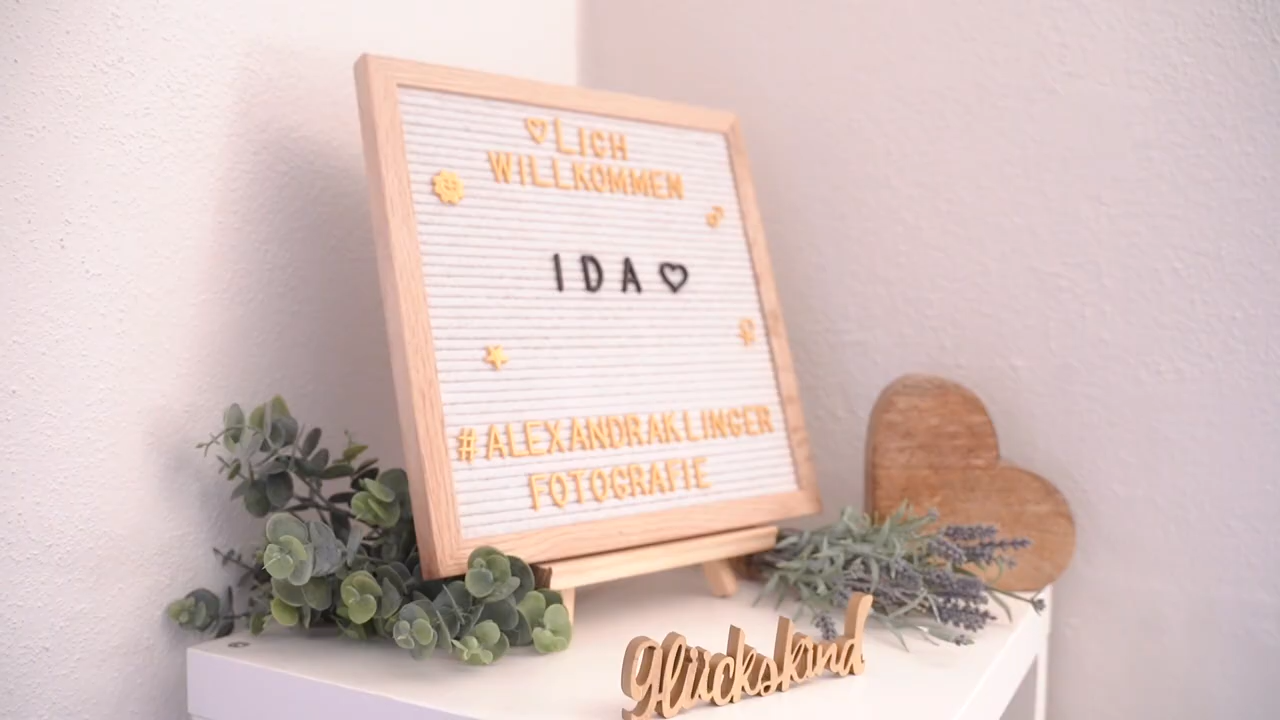 ♡LICH
WILLKOMMEN
IDA♡
#ALEXANDRAKLINGER
FOTOGRAFIE
Glückskind